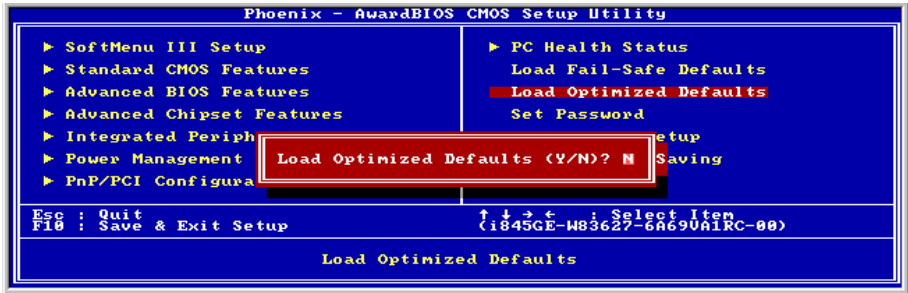 Phoenix - AwardBIOS CMOS Setup Utility
SoftMenu III Setup
Standard CMOS Features
Advanced BIOS Features
Advanced Chipset Features
Integrated Periph
Power Management
PnP/PCI Configura
PC Health Status
Load Fail-Safe Defaults
Load Optimized Defaults
Set Password
etup
Saving
Load Optimized Defaults (Y/N)? N
Esc : Quit
F10 : Save & Exit Setup
↑ ↓ → ← : Select Item
(i845GE-W83627-6A69VA1RC-00)
Load Optimized Defaults